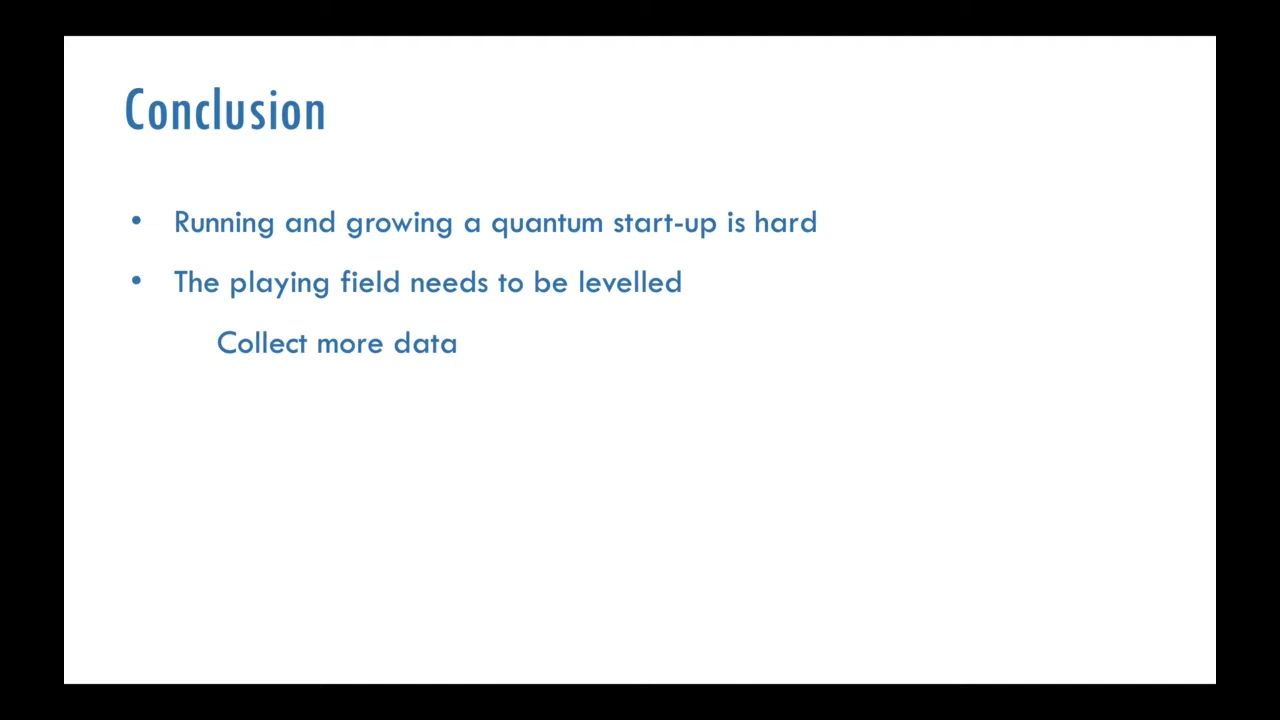 Conclusion
• Running and growing a quantum start-up is hard
• The playing field needs to be levelled
Collect more data